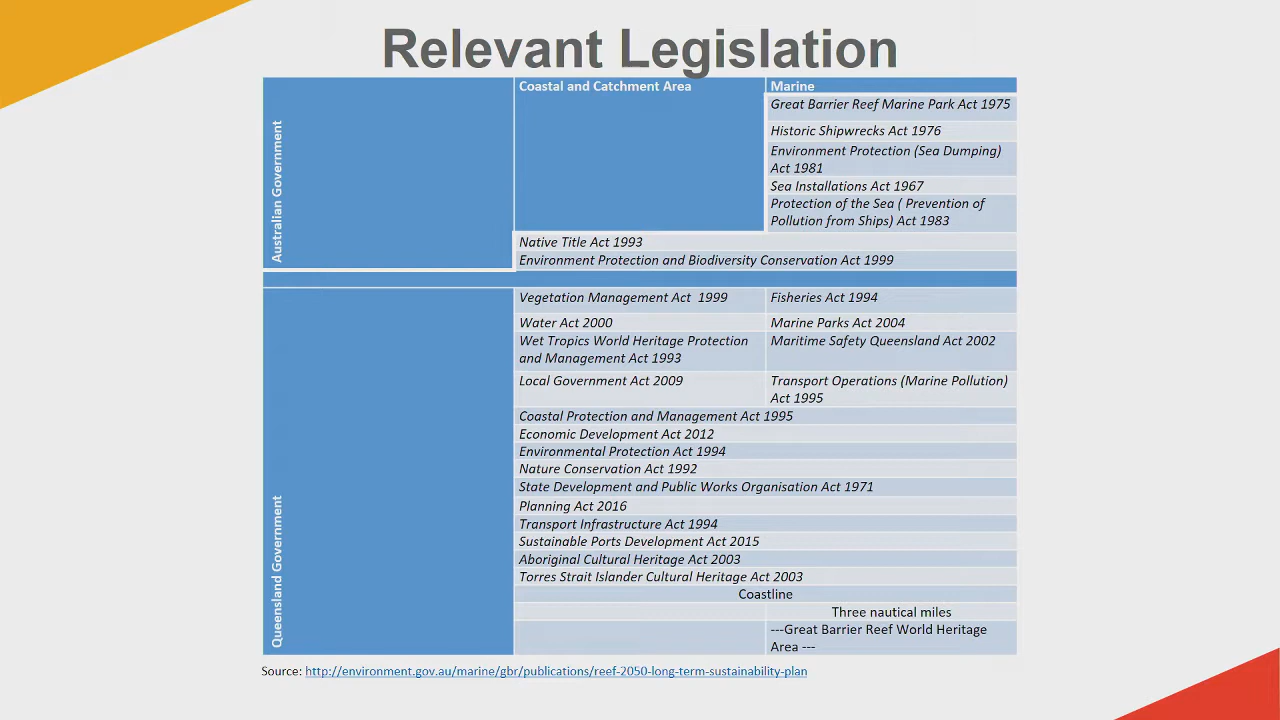 Relevant Legislation
Coastal and Catchment Area
Marine
Australian Government
Great Barrier Reef Marine Park Act 1975
Historic Shipwrecks Act 1976
Environment Protection (Sea Dumping)
Act 1981
Sea Installations Act 1967
Protection of the Sea ( Prevention of
Pollution from Ships) Act 1983
Native Title Act 1993
Environment Protection and Biodiversity Conservation Act 1999
Queensland Government
Vegetation Management Act  1999
Fisheries Act 1994
Water Act 2000
Marine Parks Act 2004
Wet Tropics World Heritage Protection
and Management Act 1993
Maritime Safety Queensland Act 2002
Local Government Act 2009
Transport Operations (Marine Pollution)
Act 1995
Coastal Protection and Management Act 1995
Economic Development Act 2012
Environmental Protection Act 1994
Nature Conservation Act 1992
State Development and Public Works Organisation Act 1971
Planning Act 2016
Transport Infrastructure Act 1994
Sustainable Ports Development Act 2015
Aboriginal Cultural Heritage Act 2003
Torres Strait Islander Cultural Heritage Act 2003
Coastline
Three nautical miles
---Great Barrier Reef World Heritage
Area ---
Source: http://environment.gov.au/marine/gbr/publications/reef-2050-long-term-sustainability-plan